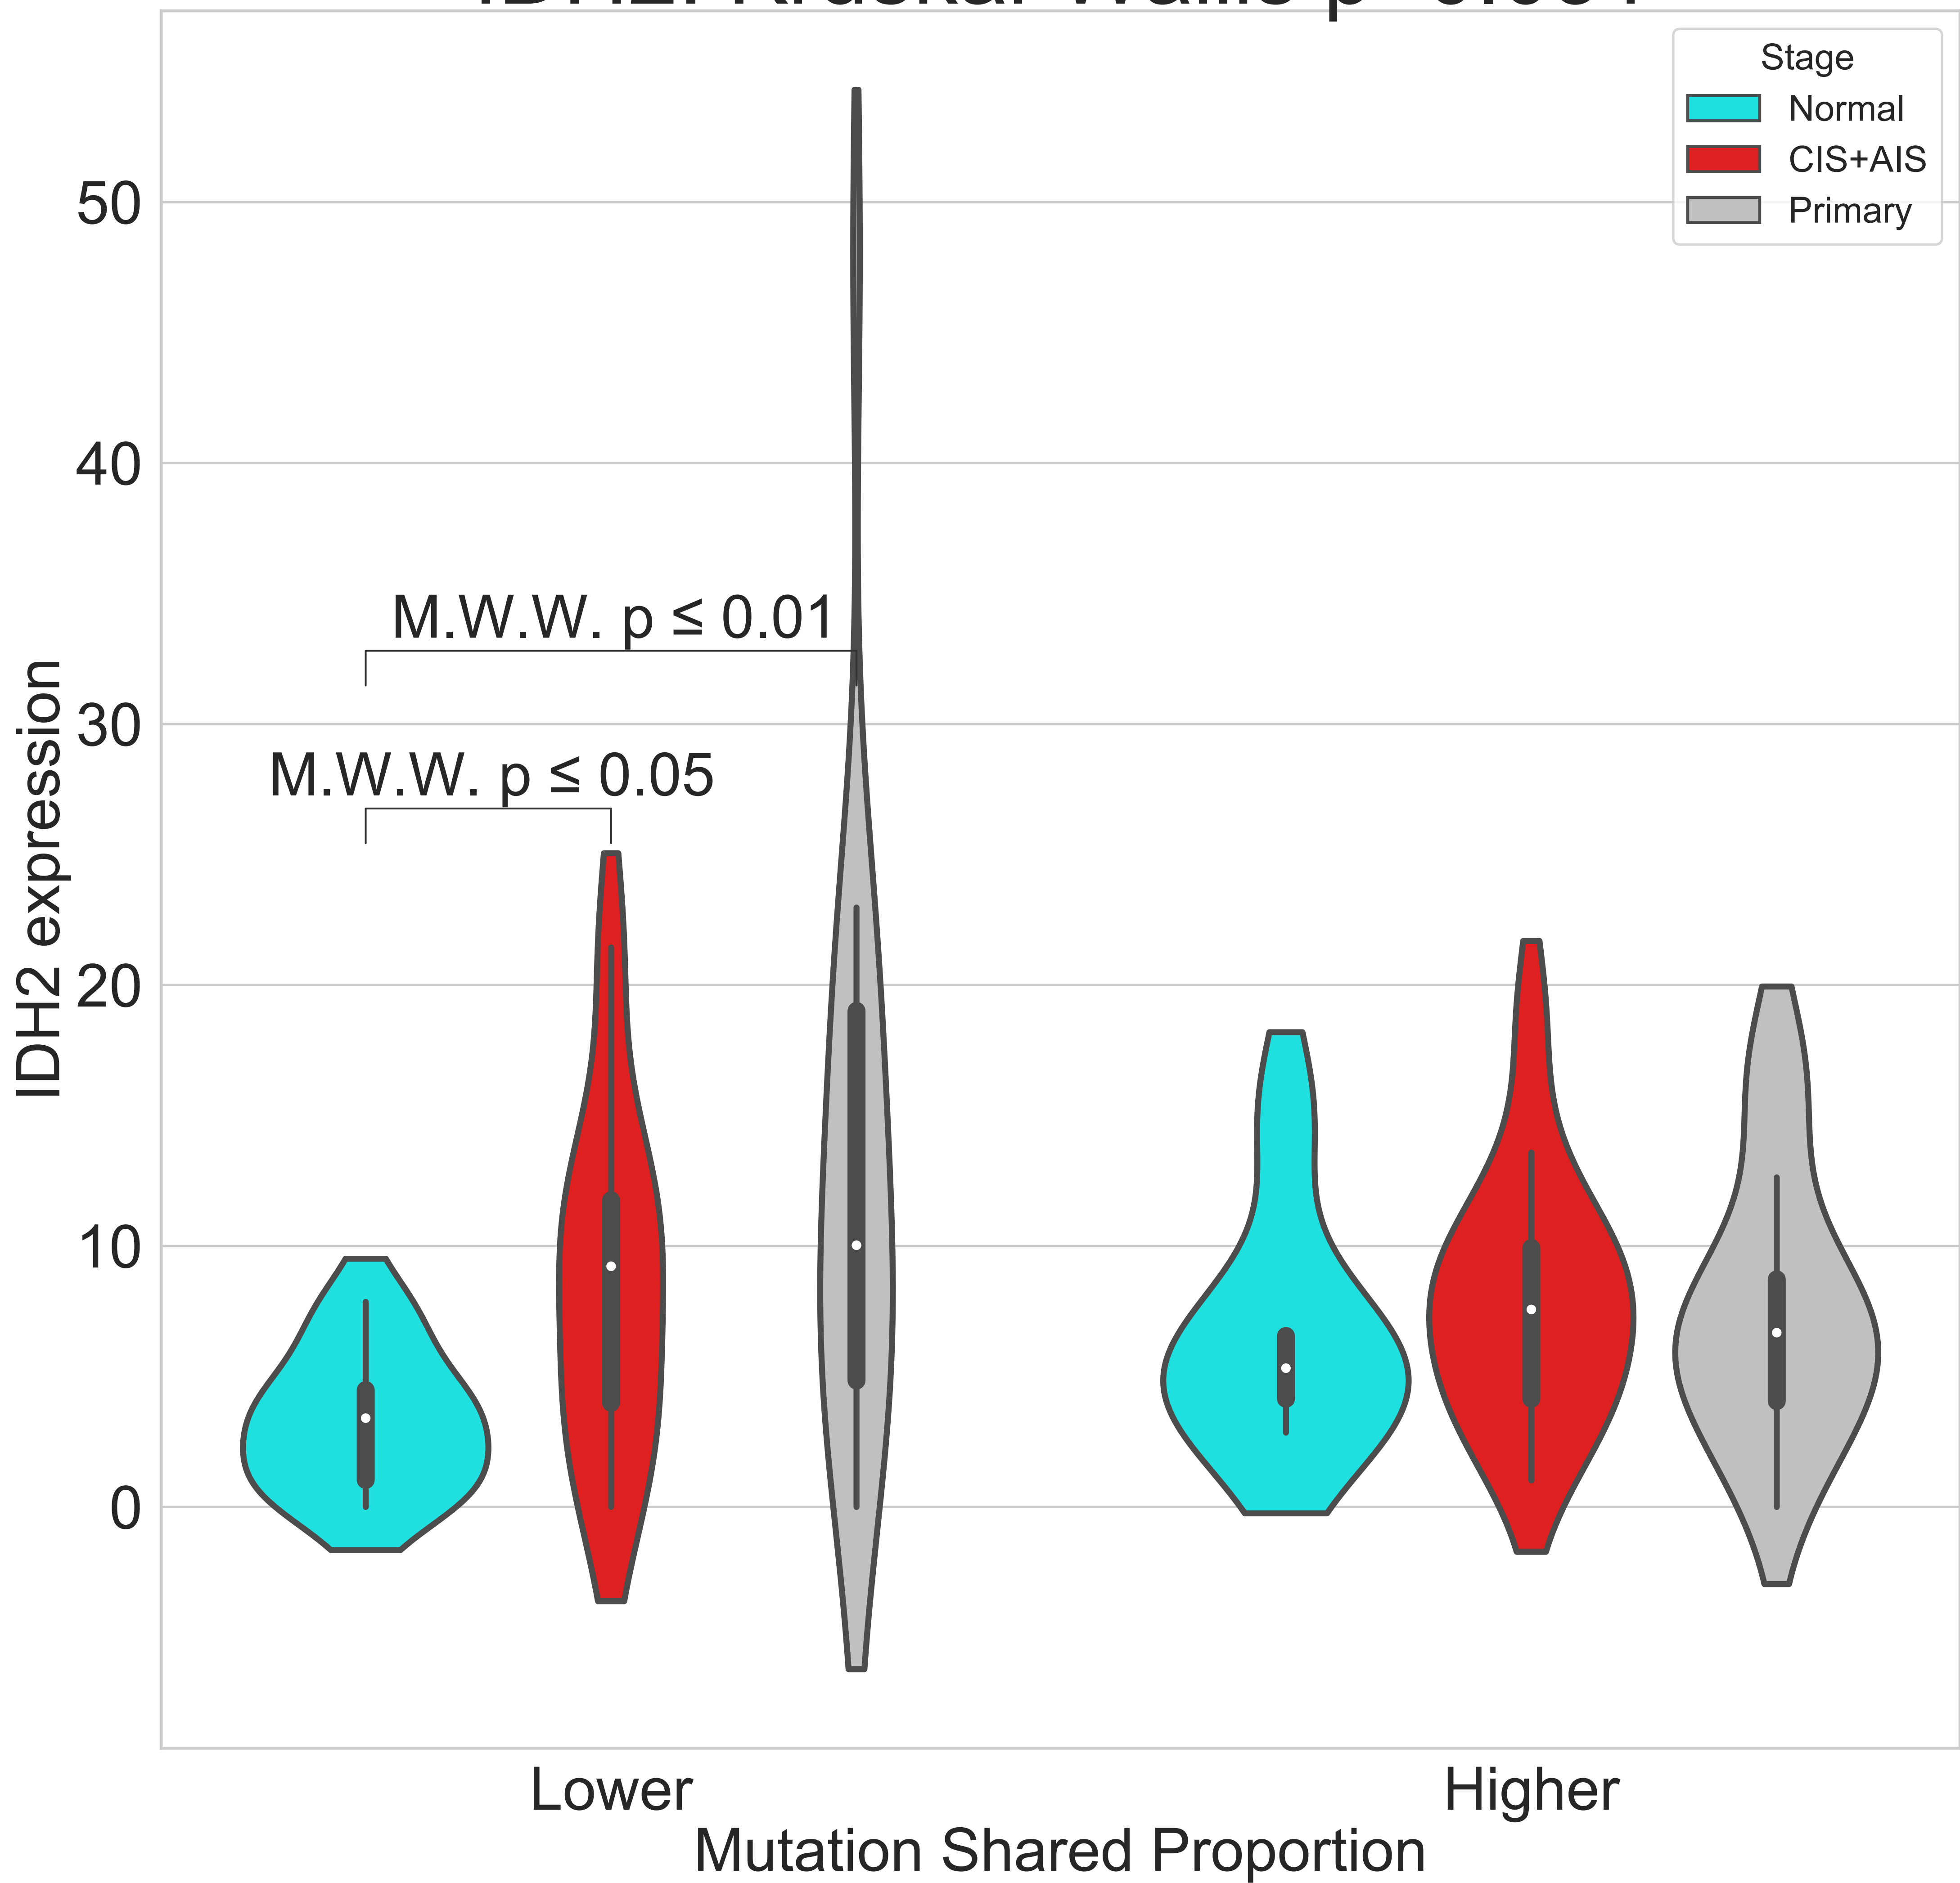 Stage
Normal
CIS+AIS
Primary
50
40
30
20
10
0
IDH2 expression
M.W.W. p ≤ 0.01
M.W.W. p ≤ 0.05
Lower
Higher
Mutation Shared Proportion